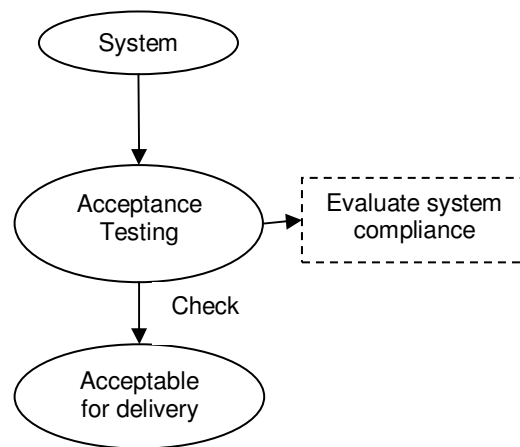 System
Acceptance
Testing
Evaluate system
compliance
Check
Acceptable
for delivery